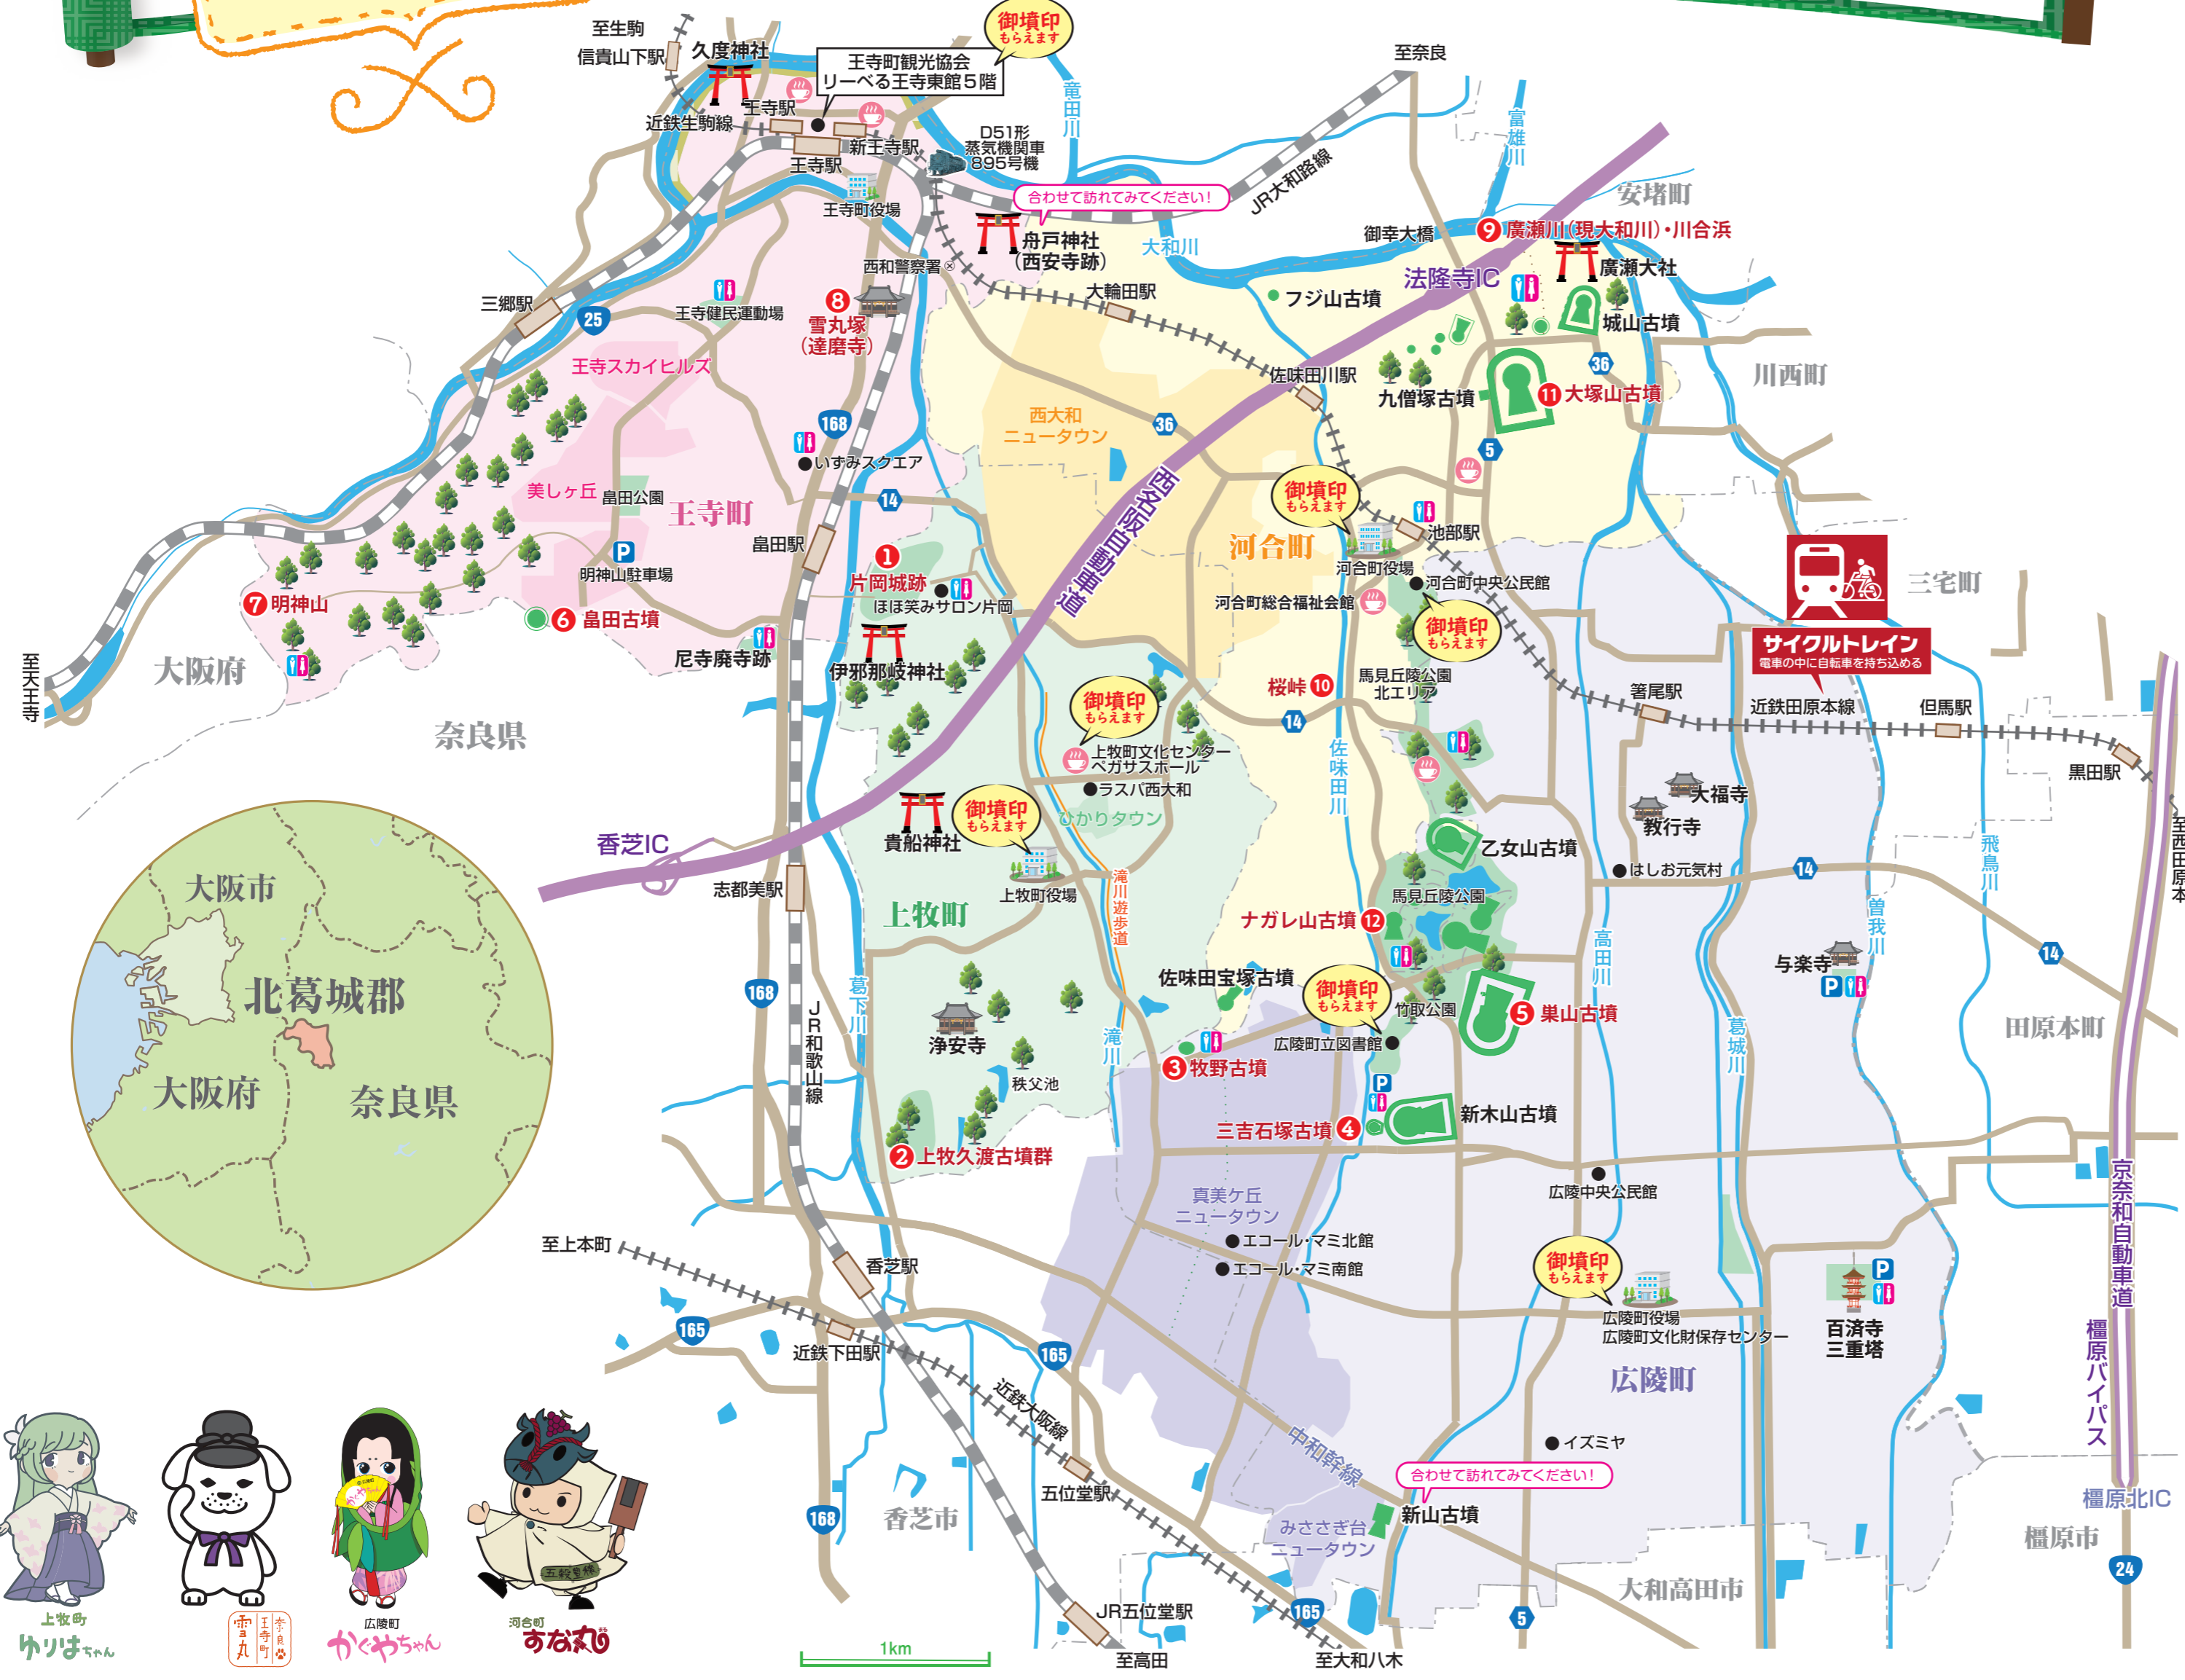 御墳印
もらえます
至生駒
信貴山下駅
久度神社
王寺町観光協会
リーベる王寺東館5階
王寺駅
近鉄生駒線
新王寺駅
王寺駅
D51形
蒸気機関車
895号機
竜田川
至奈良
JR大和路線
富雄川
安堵町
王寺町役場
合わせて訪れてみてください!
舟戸神社
(西安寺跡)
大和川
御幸大橋
9 廣瀬川(現大和川)・川合浜
廣瀬大社
法隆寺IC
西和警察署
大輪田駅
フジ山古墳
城山古墳
三郷駅
25
王寺健民運動場
8
雪丸塚
(達磨寺)
王寺スカイヒルズ
佐味田川駅
九僧塚古墳
11 大塚山古墳
36
川西町
168
西大和
ニュータウン
36
5
いずみスクエア
美しヶ丘
畠田公園
王寺町
14
西名阪自動車道
御墳印
もらえます
河合町
池部駅
河合町役場
河合町中央公民館
河合町総合福祉会館
御墳印
もらえます
畠田駅
1
片岡城跡
ほほ笑みサロン片岡
P
明神山駐車場
7 明神山
6 畠田古墳
尼寺廃寺跡
伊邪那岐神社
サイクルトレイン
電車の中に自転車を持ち込める
三宅町
近鉄田原本線
箸尾駅
但馬駅
黒田駅
至西田原本
至天王寺
大阪府
奈良県
桜峠 10
馬見丘陵公園
北エリア
14
佐味田川
御墳印
もらえます
上牧町文化センター
ペガサスホール
ラスパ西大和
ひかりタウン
貴船神社
御墳印
もらえます
上牧町役場
上牧町
滝川遊歩道
香芝IC
志都美駅
大福寺
教行寺
はしお元気村
14
飛鳥川
曽我川
乙女山古墳
馬見丘陵公園
ナガレ山古墳 12
高田川
与楽寺
P
14
田原本町
大阪市
北葛城郡
大阪府
奈良県
168
JR和歌山線
葛下川
浄安寺
秩父池
滝川
佐味田宝塚古墳
御墳印
もらえます
竹取公園
広陵町立図書館
5 巣山古墳
3 牧野古墳
P
三吉石塚古墳 4
新木山古墳
葛城川
2 上牧久渡古墳群
真美ケ丘
ニュータウン
エコール・マミ北館
エコール・マミ南館
広陵中央公民館
御墳印
もらえます
広陵町役場
広陵町文化財保存センター
広陵町
P
百済寺
三重塔
京奈和自動車道
橿原バイパス
至上本町
香芝駅
165
近鉄下田駅
165
近鉄大阪線
五位堂駅
中和幹線
イズミヤ
合わせて訪れてみてください!
新山古墳
みささぎ台
ニュータウン
168
香芝市
橿原北IC
橿原市
24
大和高田市
165
5
JR五位堂駅
至高田
至大和八木
1km
上牧町
ゆりはちゃん
奈良
王寺町
雪丸
かぐやちゃん
広陵町
かぐやちゃん
五穀豊穣
河合町
すな丸